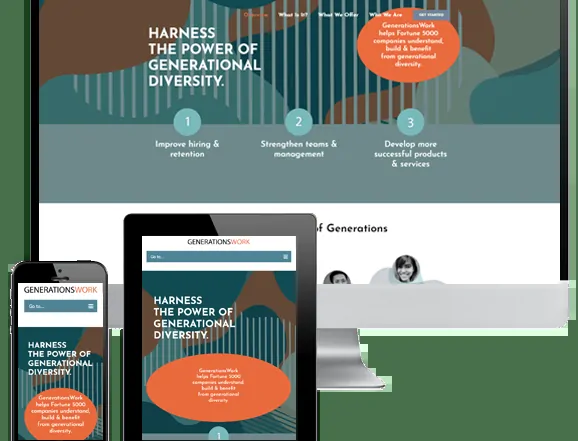 Overview What Is It? What We Offer Who We Are GET STARTED
HARNESS
THE POWER OF
GENERATIONAL
DIVERSITY.
GenerationsWork
helps Fortune 5000
companies understand,
build & benefit
from generational
diversity.
1
2
3
Improve hiring &
retention
Strengthen teams &
management
Develop more
successful products
& services
of Generations
GENERATIONSWORK
Go to...
HARNESS
THE POWER OF
GENERATIONAL
DIVERSITY.
GenerationsWork
helps Fortune 5000
companies understand
build & benefit
from generational
diversity.
1
GENERATIONSWORK
Go to...
HARNESS
THE POWER OF
GENERATIONAL
DIVERSITY.
GenerationsWork
helps Fortune 5000
companies understand,
build & benefit
from generational
diversity.